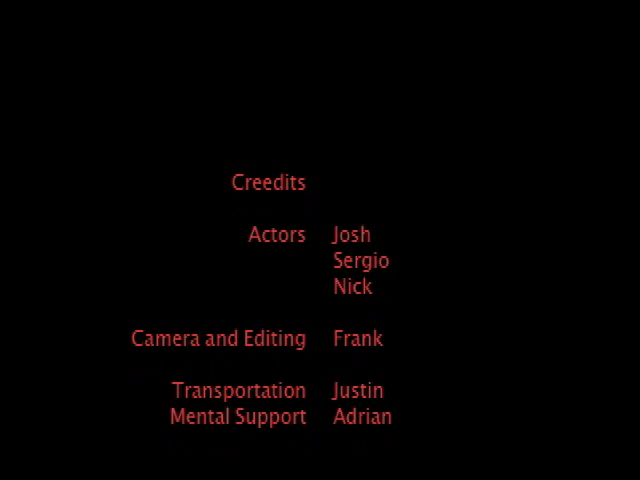 Creedits
Actors Josh
Sergio
Nick
Camera and Editing Frank
Transportation Justin
Mental Support Adrian